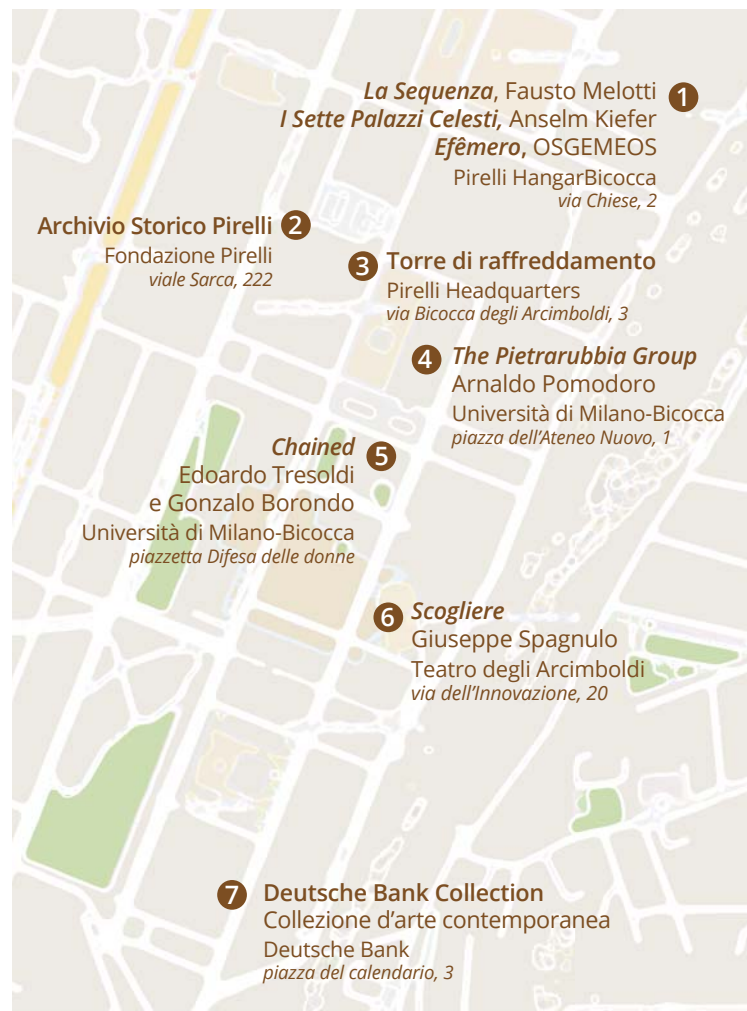 La Sequenza, Fausto Melotti 1
I Sette Palazzi Celesti, Anselm Kiefer
Efêmero, OSGEMEOS
Pirelli HangarBicocca
via Chiese, 2
Archivio Storico Pirelli 2
Fondazione Pirelli
viale Sarca, 222
3 Torre di raffreddamento
Pirelli Headquarters
via Bicocca degli Arcimboldi, 3
4 The Pietrarubbia Group
Arnaldo Pomodoro
Università di Milano-Bicocca
piazza dell'Ateneo Nuovo, 1
Chained 5
Edoardo Tresoldi
e Gonzalo Borondo
Università di Milano-Bicocca
piazzetta Difesa delle donne
6 Scogliere
Giuseppe Spagnulo
Teatro degli Arcimboldi
via dell'Innovazione, 20
7 Deutsche Bank Collection
Collezione d'arte contemporanea
Deutsche Bank
piazza del calendario, 3